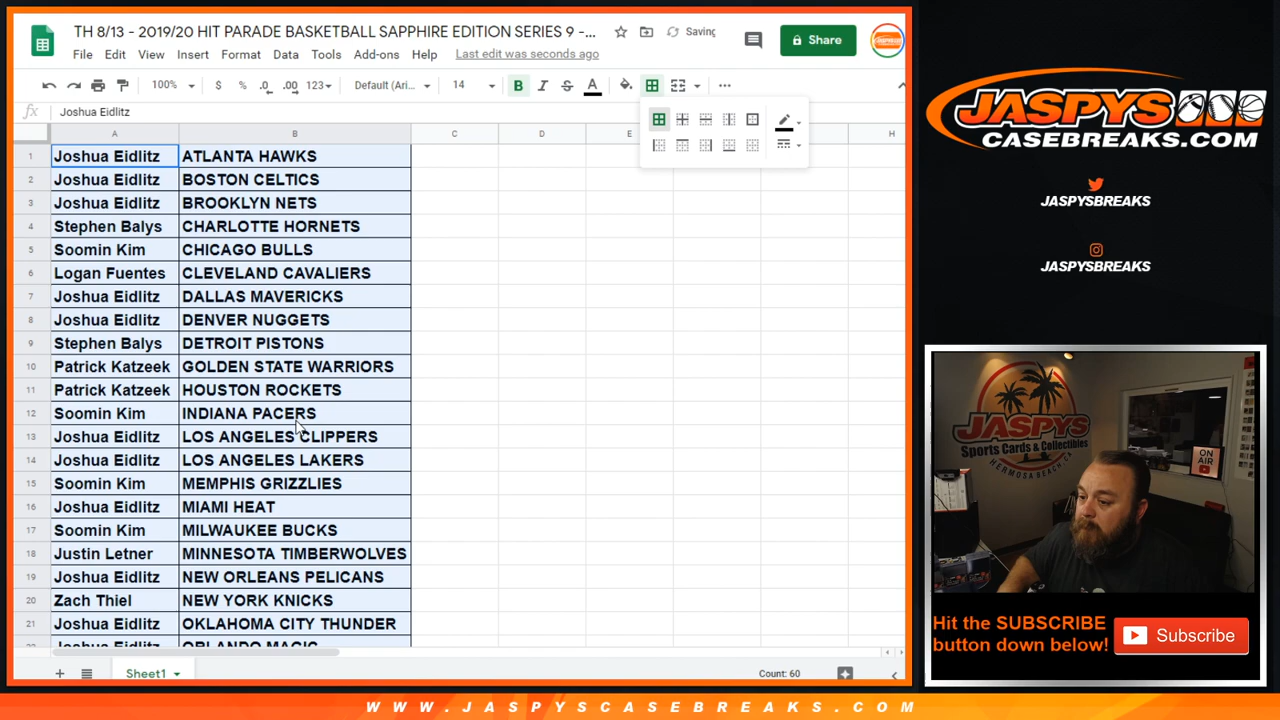 TH 8/13 - 2019/20 HIT PARADE BASKETBALL SAPPHIRE EDITION SERIES 9 -...
Saving
Share
File Edit View Insert Format Data Tools Add-ons Help Last edit was seconds ago
100% $ % .0 .00 123 Default (Ari... 14 B I S A
fx Joshua Eidlitz
A B C D E H
1 Joshua Eidlitz ATLANTA HAWKS
2 Joshua Eidlitz BOSTON CELTICS
3 Joshua Eidlitz BROOKLYN NETS
4 Stephen Balys CHARLOTTE HORNETS
5 Soomin Kim CHICAGO BULLS
6 Logan Fuentes CLEVELAND CAVALIERS
7 Joshua Eidlitz DALLAS MAVERICKS
8 Joshua Eidlitz DENVER NUGGETS
9 Stephen Balys DETROIT PISTONS
10 Patrick Katzeek GOLDEN STATE WARRIORS
11 Patrick Katzeek HOUSTON ROCKETS
12 Soomin Kim INDIANA PACERS
13 Joshua Eidlitz LOS ANGELES CLIPPERS
14 Joshua Eidlitz LOS ANGELES LAKERS
15 Soomin Kim MEMPHIS GRIZZLIES
16 Joshua Eidlitz MIAMI HEAT
17 Soomin Kim MILWAUKEE BUCKS
18 Justin Letner MINNESOTA TIMBERWOLVES
19 Joshua Eidlitz NEW ORLEANS PELICANS
20 Zach Thiel NEW YORK KNICKS
21 Joshua Eidlitz OKLAHOMA CITY THUNDER
22 Joshua Eidlitz ORLANDO MAGIC
Sheet1
Count: 60
JASPYS
CASEBREAKS.COM
JASPYSBREAKS
JASPYSBREAKS
JASPYS
Sports Cards & Collectibles
HERMOSA BEACH, CA
ON AIR
Hit the SUBSCRIBE
button down below!
Subscribe
WWW.JASPYSCASEBREAKS.COM